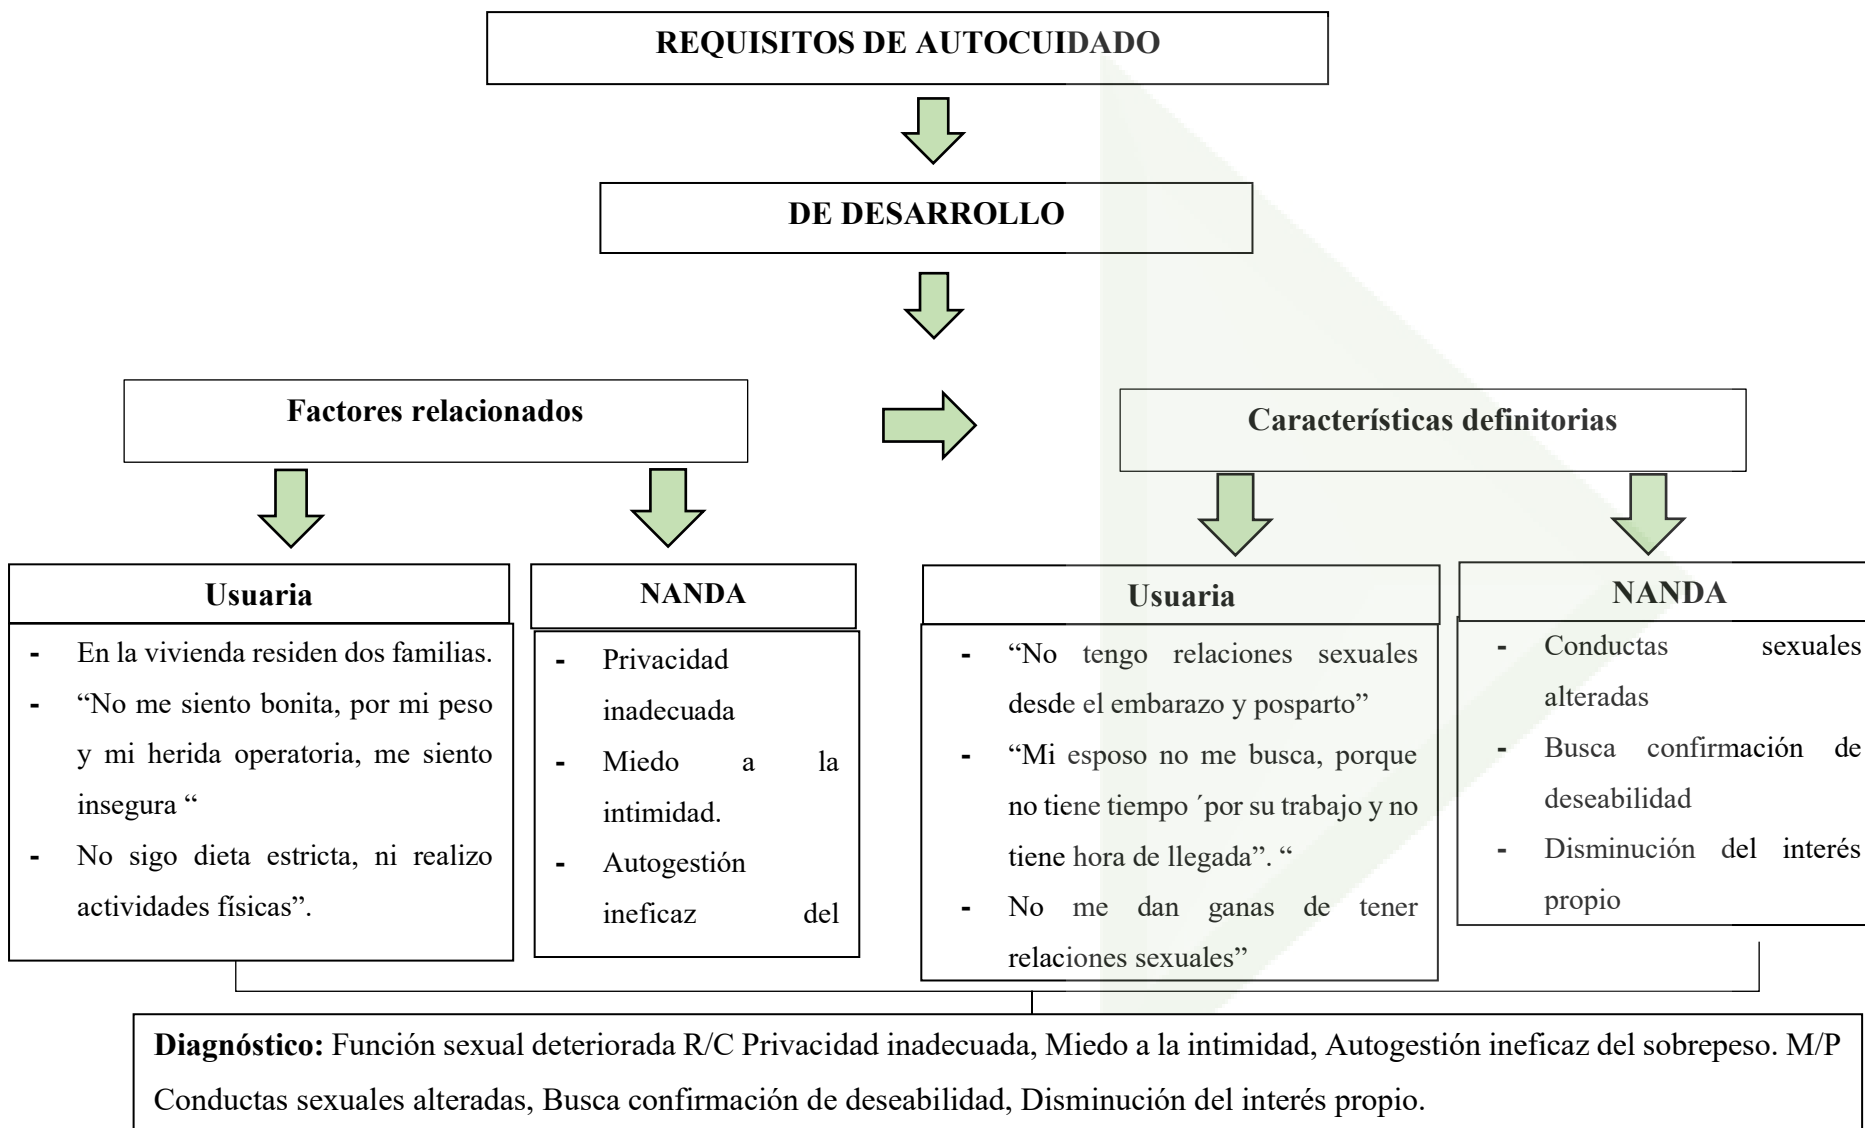 REQUISITOS DE AUTOCUIDADO
DE DESARROLLO
Factores relacionados
Características definitorias
Usuaria
- En la vivienda residen dos familias.
- “No me siento bonita, por mi peso
y mi herida operatoria, me siento
insegura “
- No sigo dieta estricta, ni realizo
actividades físicas”.
NANDA
- Privacidad
inadecuada
- Miedo a la
intimidad.
- Autogestión
ineficaz del
Usuaria
- “No tengo relaciones sexuales
desde el embarazo y posparto”
- “Mi esposo no me busca, porque
no tiene tiempo ´por su trabajo y no
tiene hora de llegada”. “
- No me dan ganas de tener
relaciones sexuales”
NANDA
- Conductas sexuales
alteradas
- Busca confirmación de
deseabilidad
- Disminución del interés
propio
Diagnóstico: Función sexual deteriorada R/C Privacidad inadecuada, Miedo a la intimidad, Autogestión ineficaz del sobrepeso. M/P
Conductas sexuales alteradas, Busca confirmación de deseabilidad, Disminución del interés propio.